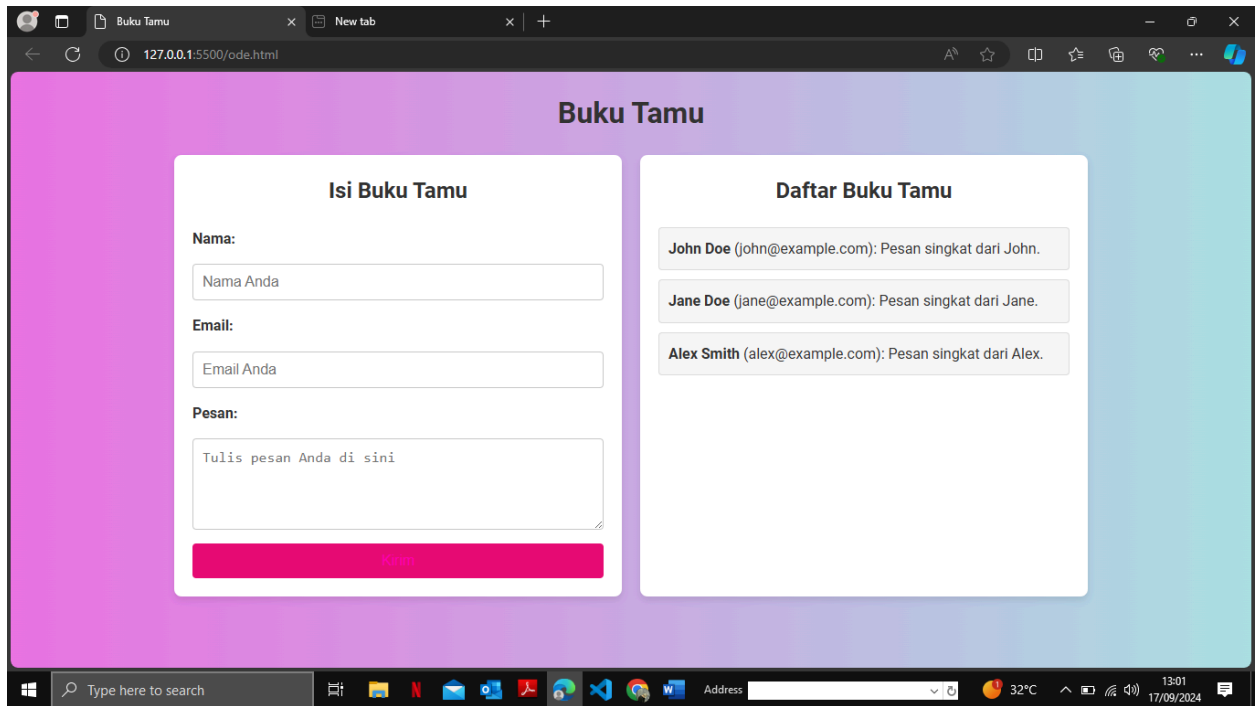 Buku Tamu
New tab
127.0.0.1:5500/ode.html
Buku Tamu
Isi Buku Tamu
Nama:
Nama Anda
Email:
Email Anda
Pesan:
Tulis pesan Anda di sini
Kirim
Daftar Buku Tamu
John Doe (john@example.com): Pesan singkat dari John.
Jane Doe (jane@example.com): Pesan singkat dari Jane.
Alex Smith (alex@example.com): Pesan singkat dari Alex.
Type here to search
Address
1
32°C
13:01
17/09/2024